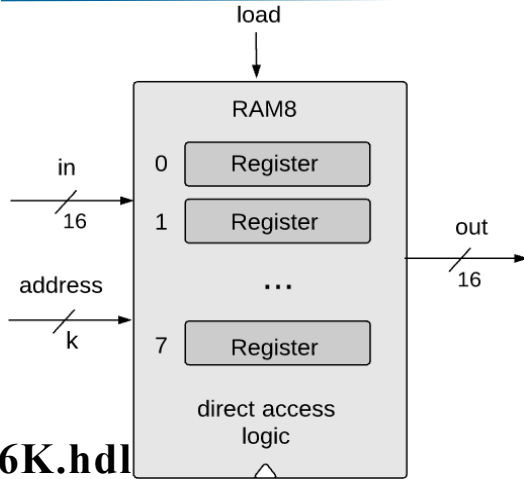 load
RAM8
0 Register
in
16
1 Register
out
16
...
address
k
7 Register
direct access
logic
6K.hdl